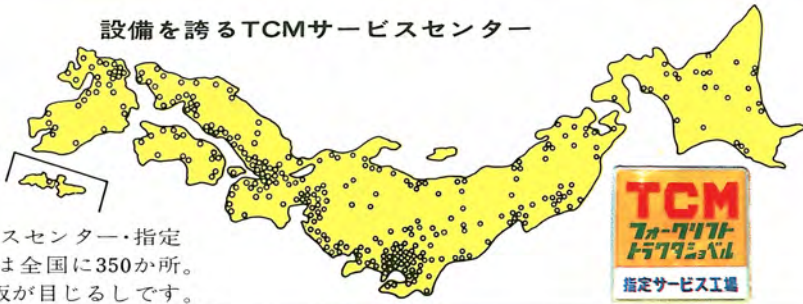 設備を誇るTCMサービスセンター
スセンター・指定
は全国に350か所。
が目じるしです。
TCM
フォークリフト
トラクタショベル
指定サービス工場